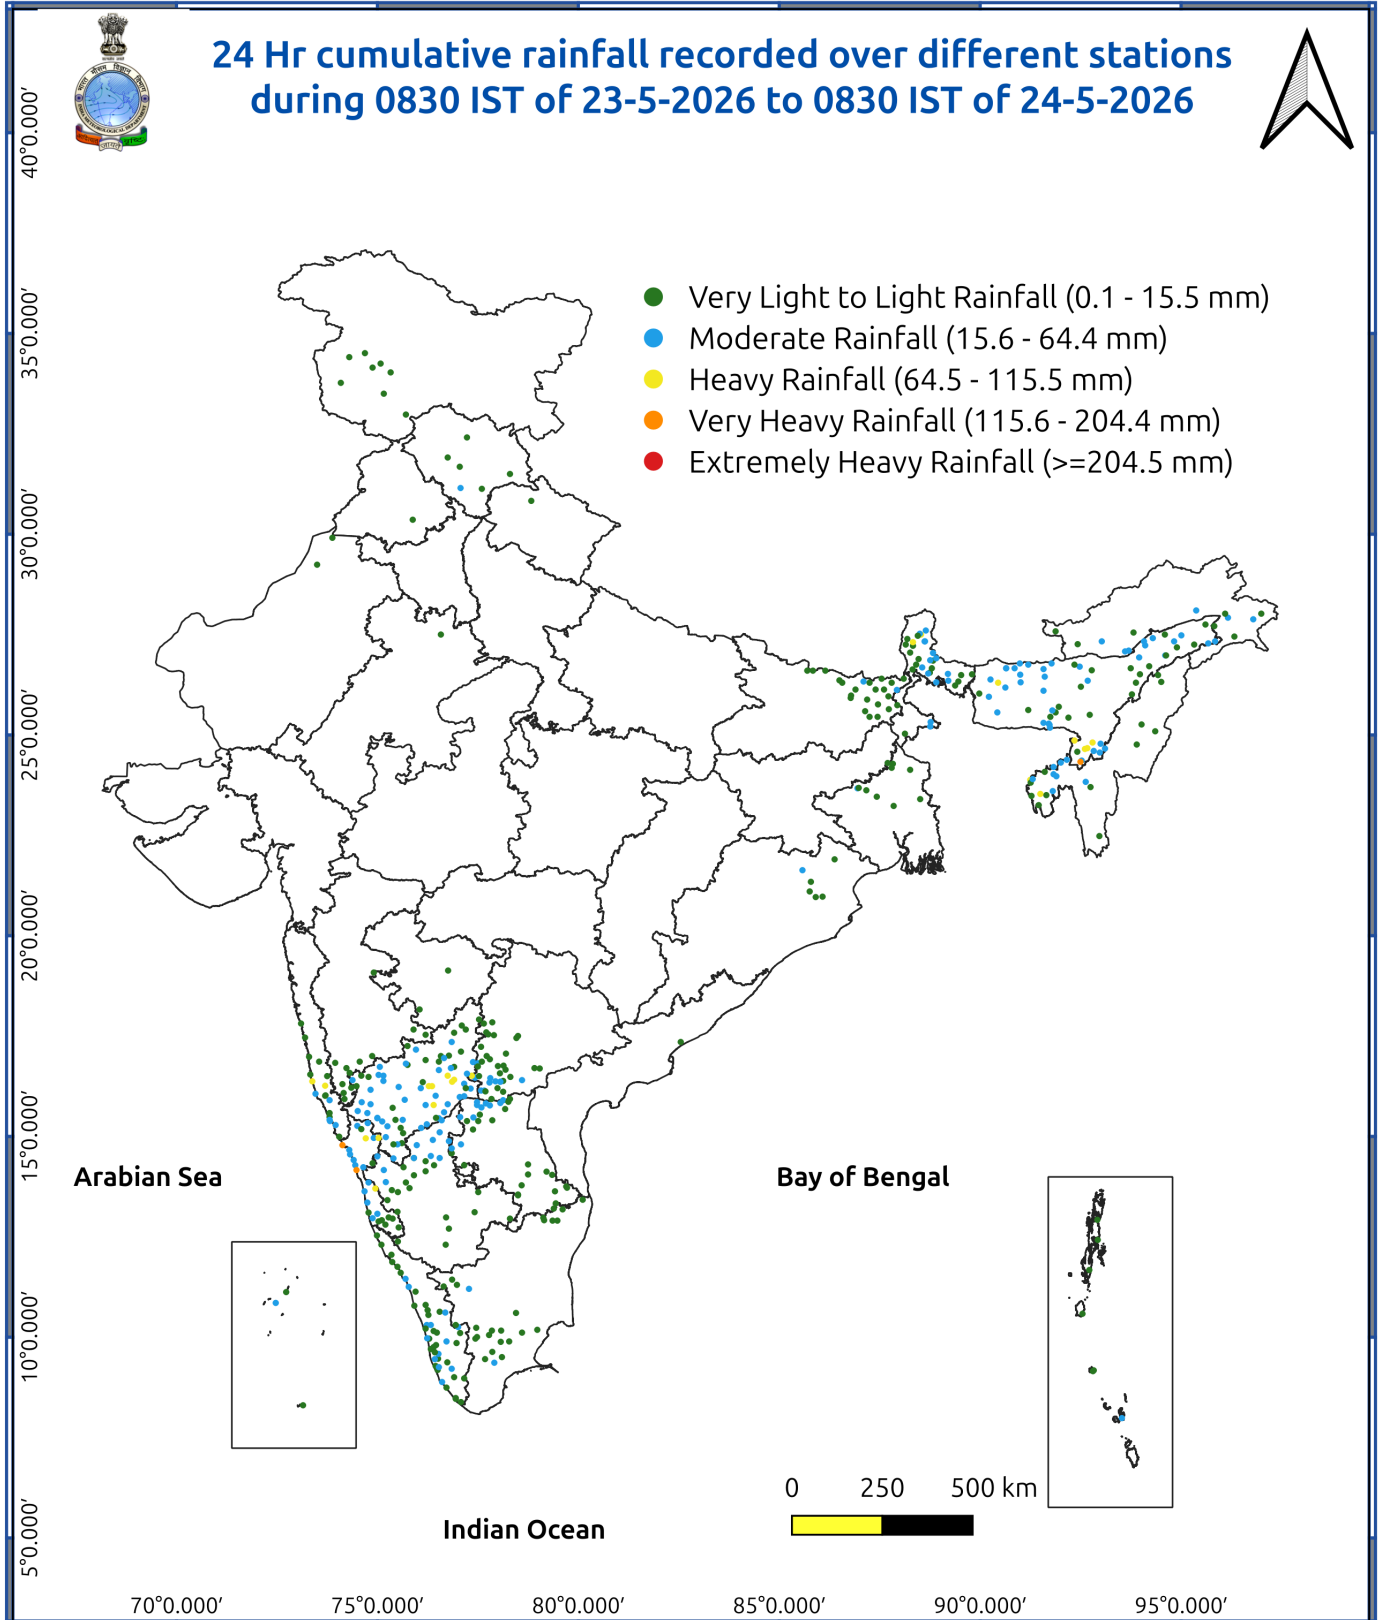 24 Hr cumulative rainfall recorded over different stations
during 0830 IST of 23-5-2026 to 0830 IST of 24-5-2026
Very Light to Light Rainfall (0.1 - 15.5 mm)
Moderate Rainfall (15.6 - 64.4 mm)
Heavy Rainfall (64.5 - 115.5 mm)
Very Heavy Rainfall (115.6 - 204.4 mm)
Extremely Heavy Rainfall (>=204.5 mm)
40°0.000′
35°0.000′
30°0.000′
25°0.000′
20°0.000′
15°0.000′
10°0.000′
5°0.000′
Arabian Sea
Bay of Bengal
Indian Ocean
0 250 500 km
70°0.000′ 75°0.000′ 80°0.000′ 85°0.000′ 90°0.000′ 95°0.000′